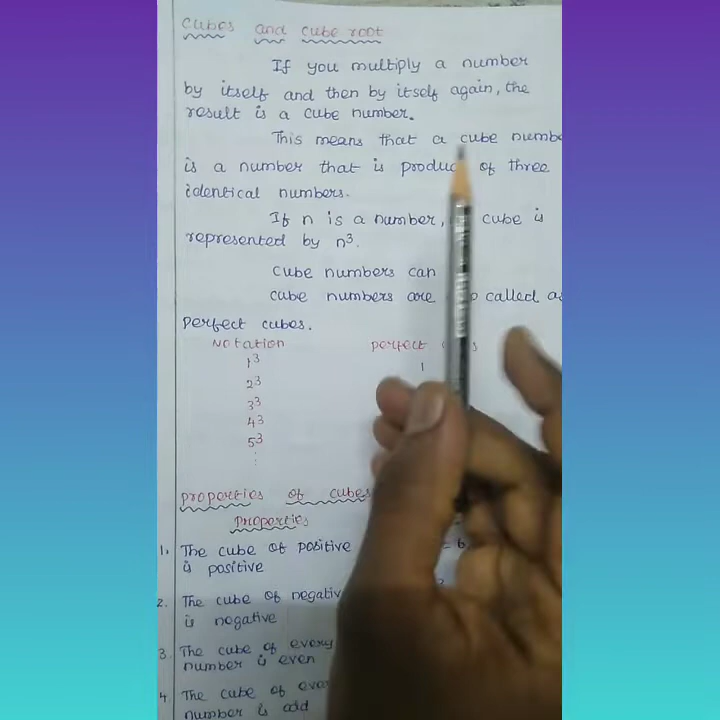 Cubes and cube root
If you multiply a number
by itself and then by itself again, the
result is a cube number.
This means that a cube numbe
is a number that is produc of three
identical numbers.
If n is a number, cube is
represented by n³.
Cube numbers can
cube numbers are called as
perfect cubes.
Notation perfect
1³ 1
2³
3³
4³
5³
⋮
properties of cubes
Properties
1. The cube of positive
is positive
2. The cube of negativ
is negative
3. The cube of every
number is even
4. The cube of eve
number is odd